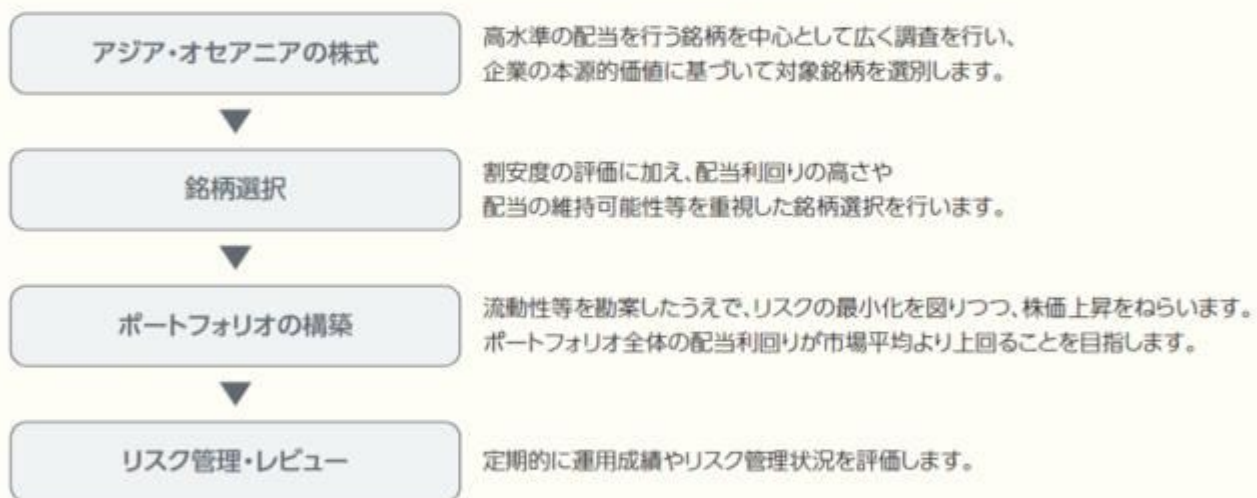 アジア・オセアニアの株式
高水準の配当を行う銘柄を中心として広く調査を行い、
企業の本源的価値に基づいて対象銘柄を選別します。
銘柄選択
割安度の評価に加え、配当利回りの高さや
配当の維持可能性等を重視した銘柄選択を行います。
ポートフォリオの構築
流動性等を勘案したうえで、リスクの最小化を図りつつ、株価上昇をねらいます。
ポートフォリオ全体の配当利回りが市場平均より上回ることを目指します。
リスク管理・レビュー
定期的に運用成績やリスク管理状況を評価します。